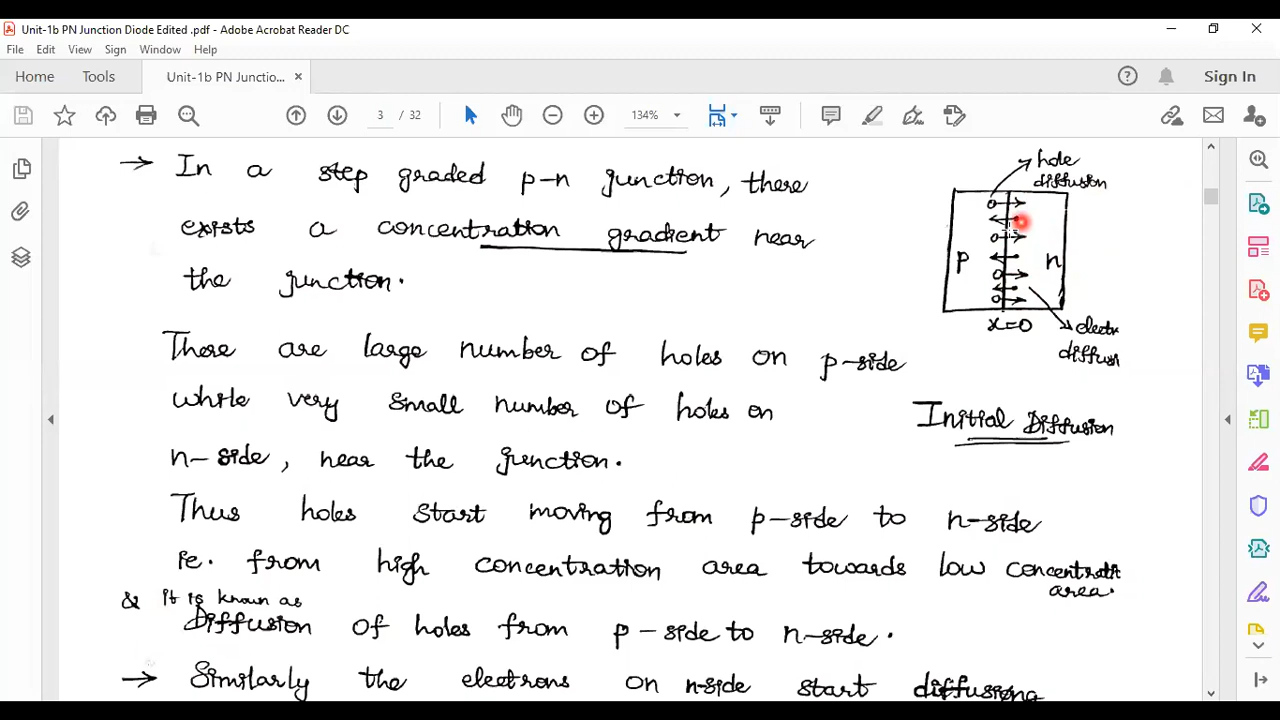 Unit-1b PN Junction Diode Edited .pdf - Adobe Acrobat Reader DC
File Edit View Sign Window Help
Home Tools Unit-1b PN Junctio... × Sign In
3 / 32 134%
→ In a step graded p-n junction, there
exists a concentration gradient near
the junction.
hole
diffusion
p n
x=0
electr
diffusi
Initial Diffusion
There are large number of holes on p-side
while very small number of holes on
n-side, near the junction.
Thus holes start moving from p-side to n-side
ie. from high concentration area towards low concentrati
area.
& it is known as
Diffusion of holes from p-side to n-side.
→ Similarly the electrons on n-side start diffusing